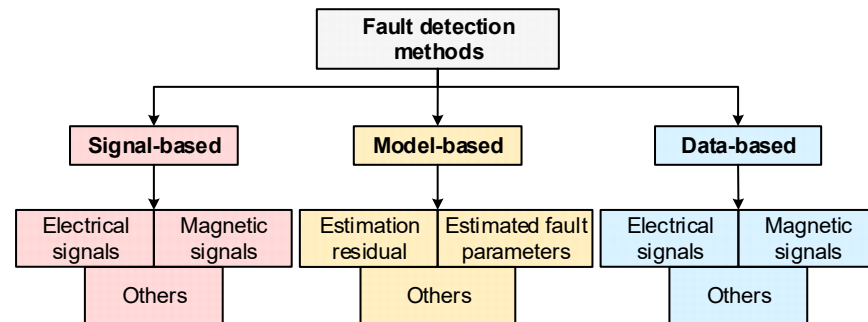 Fault detection
methods
Signal-based
Model-based
Data-based
Electrical
signals
Magnetic
signals
Estimation
residual
Estimated fault
parameters
Electrical
signals
Magnetic
signals
Others
Others
Others